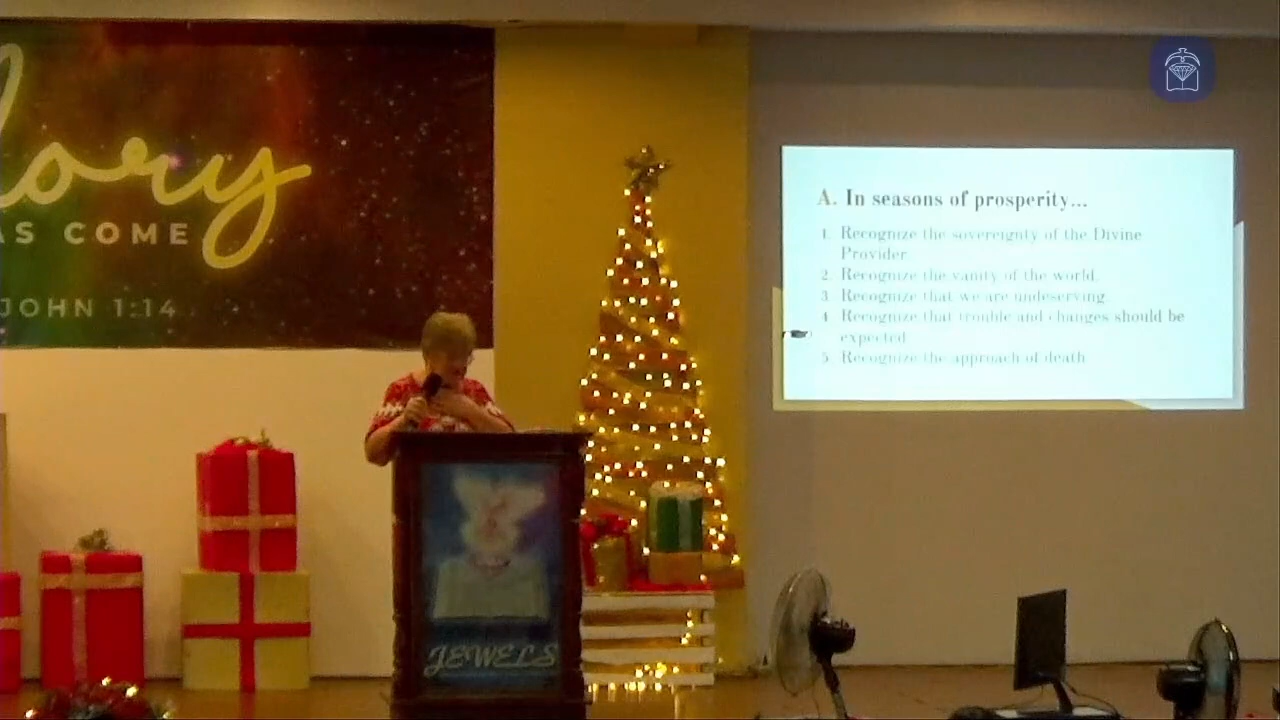 lory
AS COME
JOHN 1:14
A. In seasons of prosperity...
1. Recognize the sovereignty of the Divine
Provider
2. Recognize the vanity of the world.
3. Recognize that we are undeserving.
4. Recognize that trouble and changes should be
expected.
5. Recognize the approach of death.
JEWELS